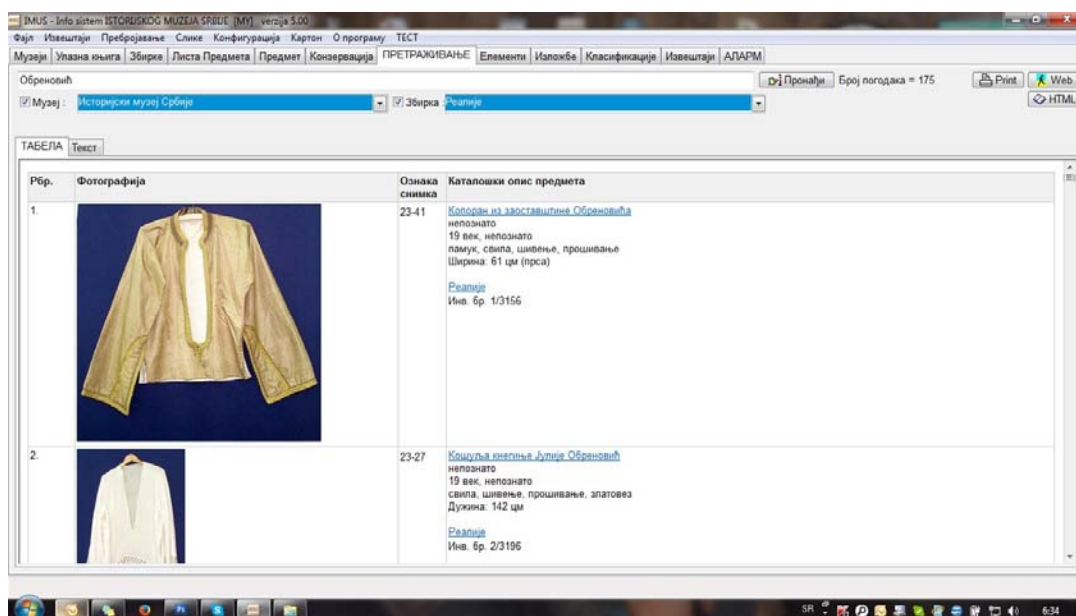 IMUS - Info sistem ISTORIJSKOG MUZEJA SRBIJE [MY] verzija 5.00
Фајл Извештаји Пребројавање Слике Конфигурација Картон О програму ТЕСТ
Музеји Улазна књига Збирке Листа Предмета Предмет Конзервација ПРЕТРАЖИВАЊЕ Елементи Изложбе Класификације Извештаји АЛАРМ
Обреновић Пронађи Број погодака = 175 Print Web
Музеј : Историјски музеј Србије Збирка Реалије HTML
ТАБЕЛА Текст
Рбр. Фотографија Ознака снимка Каталошки опис предмета
1. 23-41 Копоран из заоставштине Обреновића
непознато
19 век, непознато
памук, свила, шивење, прошивање
Ширина: 61 цм (прса)
Реалије
Инв. бр. 1/3156
2. 23-27 Кошуља кнегиње Јулије Обреновић
непознато
19 век, непознато
свила, шивење, прошивање, златовез
Дужина: 142 цм
Реалије
Инв. бр. 2/3196
SR 6:34